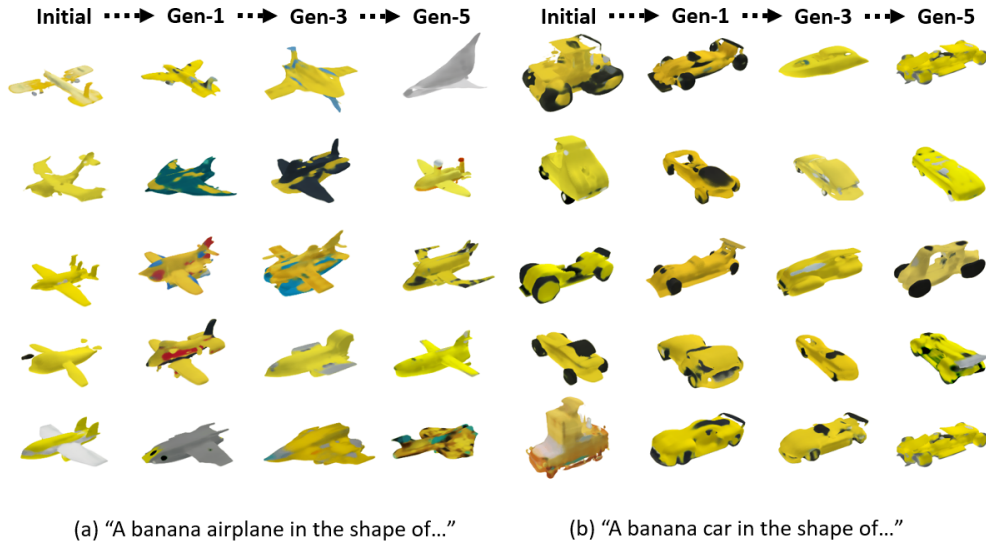 Initial Gen-1 Gen-3 Gen-5 Initial Gen-1 Gen-3 Gen-5
(a) “A banana airplane in the shape of...” (b) “A banana car in the shape of...”